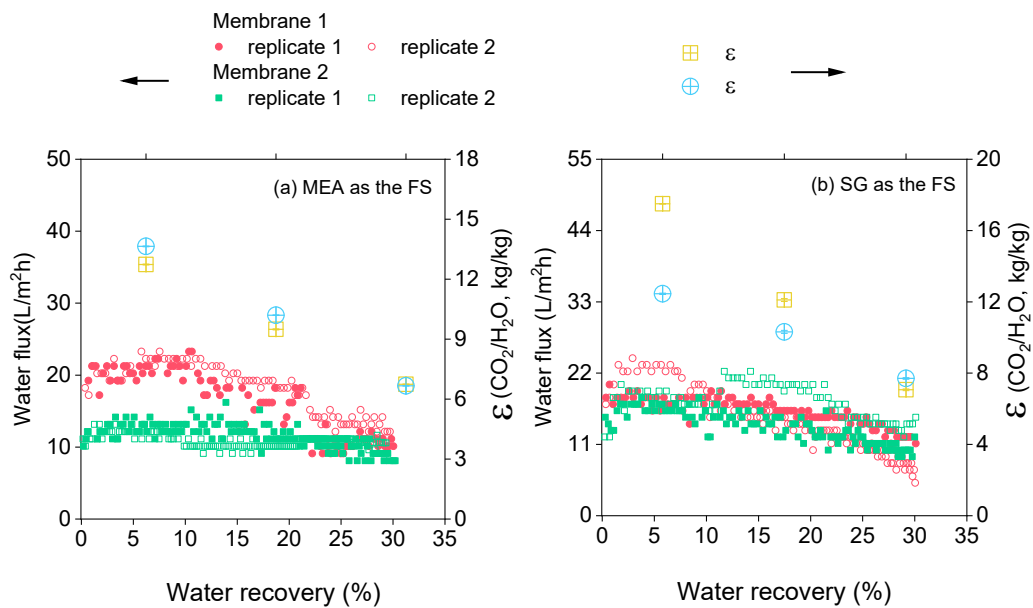 Membrane 1
replicate 1 replicate 2
Membrane 2
replicate 1 replicate 2
ε
ε
(a) MEA as the FS
Water flux(L/m²h)
50
40
30
20
10
0
18
15
12
9
6
3
0
ε (CO₂/H₂O, kg/kg)
0 5 10 15 20 25 30 35
Water recovery (%)
(b) SG as the FS
Water flux (L/m²h)
55
44
33
22
11
0
20
16
12
8
4
0
ε (CO₂/H₂O, kg/kg)
0 5 10 15 20 25 30 35
Water recovery (%)